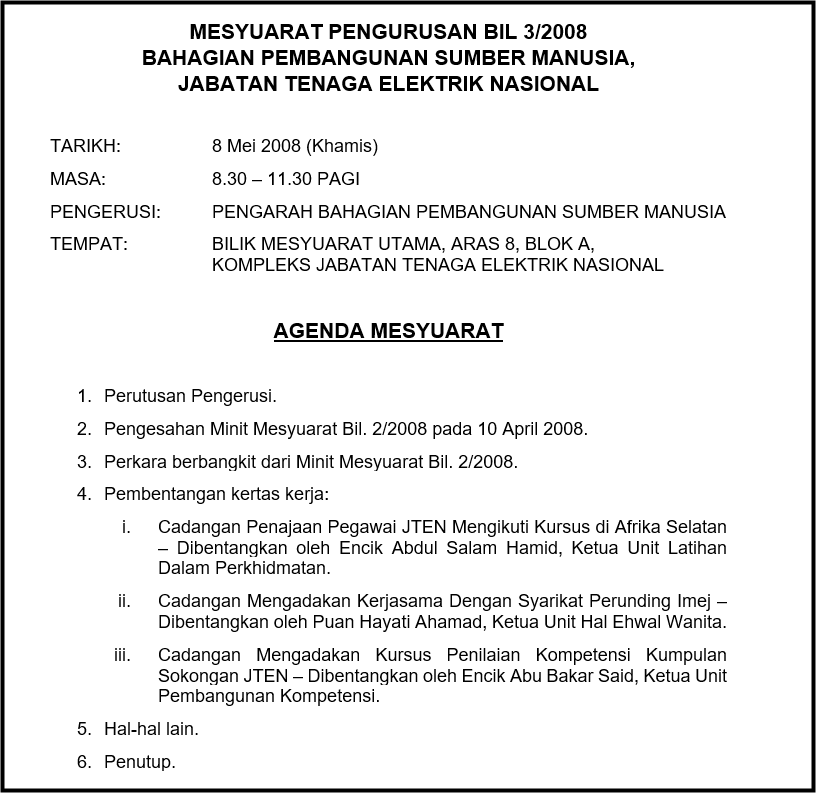 MESYUARAT PENGURUSAN BIL 3/2008
BAHAGIAN PEMBANGUNAN SUMBER MANUSIA,
JABATAN TENAGA ELEKTRIK NASIONAL
TARIKH: 8 Mei 2008 (Khamis)
MASA: 8.30 – 11.30 PAGI
PENGERUSI: PENGARAH BAHAGIAN PEMBANGUNAN SUMBER MANUSIA
TEMPAT: BILIK MESYUARAT UTAMA, ARAS 8, BLOK A,
KOMPLEKS JABATAN TENAGA ELEKTRIK NASIONAL
AGENDA MESYUARAT
1. Perutusan Pengerusi.
2. Pengesahan Minit Mesyuarat Bil. 2/2008 pada 10 April 2008.
3. Perkara berbangkit dari Minit Mesyuarat Bil. 2/2008.
4. Pembentangan kertas kerja:
i. Cadangan Penajaan Pegawai JTEN Mengikuti Kursus di Afrika Selatan
– Dibentangkan oleh Encik Abdul Salam Hamid, Ketua Unit Latihan
Dalam Perkhidmatan.
ii. Cadangan Mengadakan Kerjasama Dengan Syarikat Perunding Imej –
Dibentangkan oleh Puan Hayati Ahamad, Ketua Unit Hal Ehwal Wanita.
iii. Cadangan Mengadakan Kursus Penilaian Kompetensi Kumpulan
Sokongan JTEN – Dibentangkan oleh Encik Abu Bakar Said, Ketua Unit
Pembangunan Kompetensi.
5. Hal-hal lain.
6. Penutup.